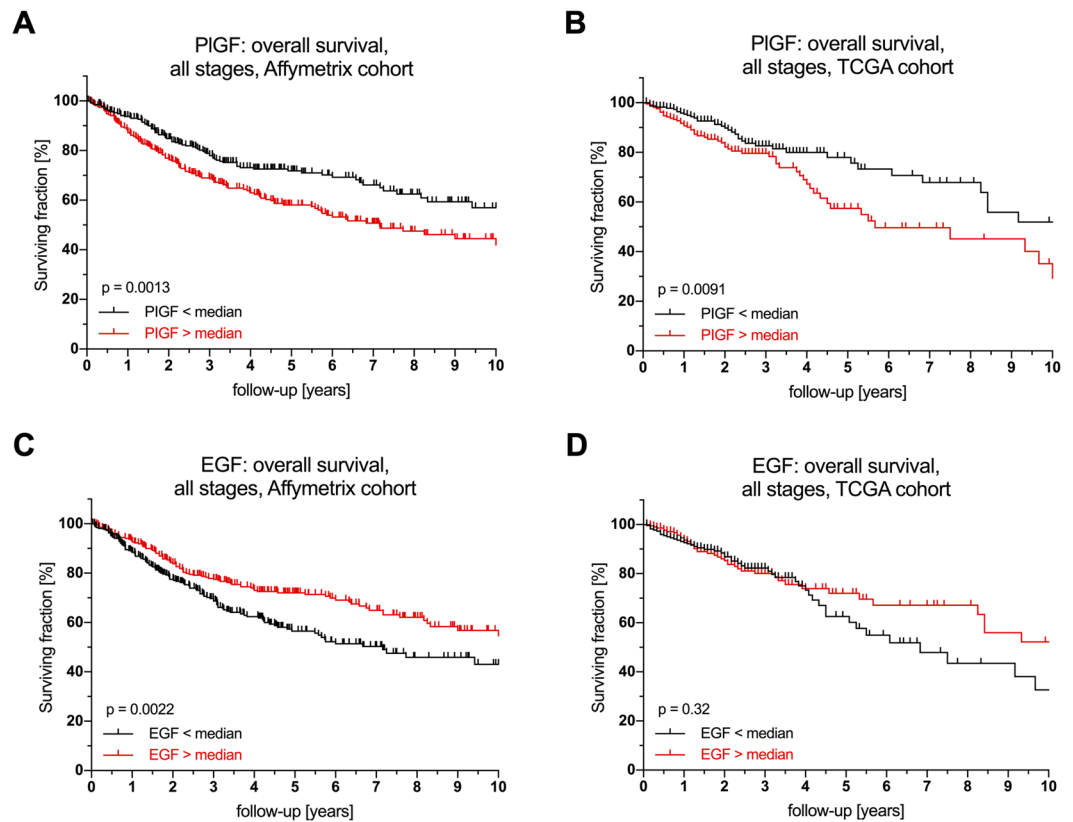 A
PlGF: overall survival,
all stages, Affymetrix cohort
Surviving fraction [%]
100
80
60
40
20
0
p = 0.0013
PlGF < median
PlGF > median
0 1 2 3 4 5 6 7 8 9 10
follow-up [years]
B
PlGF: overall survival,
all stages, TCGA cohort
Surviving fraction [%]
100
80
60
40
20
0
p = 0.0091
PlGF < median
PlGF > median
0 1 2 3 4 5 6 7 8 9 10
follow-up [years]
C
EGF: overall survival,
all stages, Affymetrix cohort
Surviving fraction [%]
100
80
60
40
20
0
p = 0.0022
EGF < median
EGF > median
0 1 2 3 4 5 6 7 8 9 10
follow-up [years]
D
EGF: overall survival,
all stages, TCGA cohort
Surviving fraction [%]
100
80
60
40
20
0
p = 0.32
EGF < median
EGF > median
0 1 2 3 4 5 6 7 8 9 10
follow-up [years]